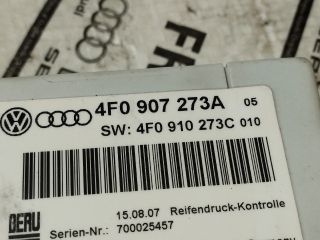 4F0 907 273A 05
SW: 4F0 910 273C 010
15.08.07 Reifendruck-Kontrolle
BERU
Serien-Nr.: 700025457